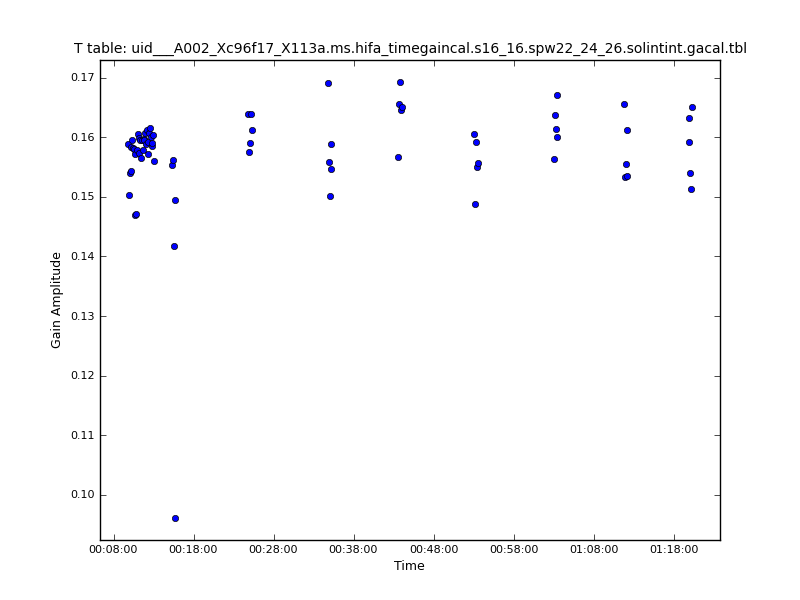 T table: uid___A002_Xc96f17_X113a.ms.hifa_timegaincal.s16_16.spw22_24_26.solintint.gacal.tbl
0.17
0.16
0.15
0.14
0.13
0.12
0.11
0.10
Gain Amplitude
00:08:00 00:18:00 00:28:00 00:38:00 00:48:00 00:58:00 01:08:00 01:18:00
Time